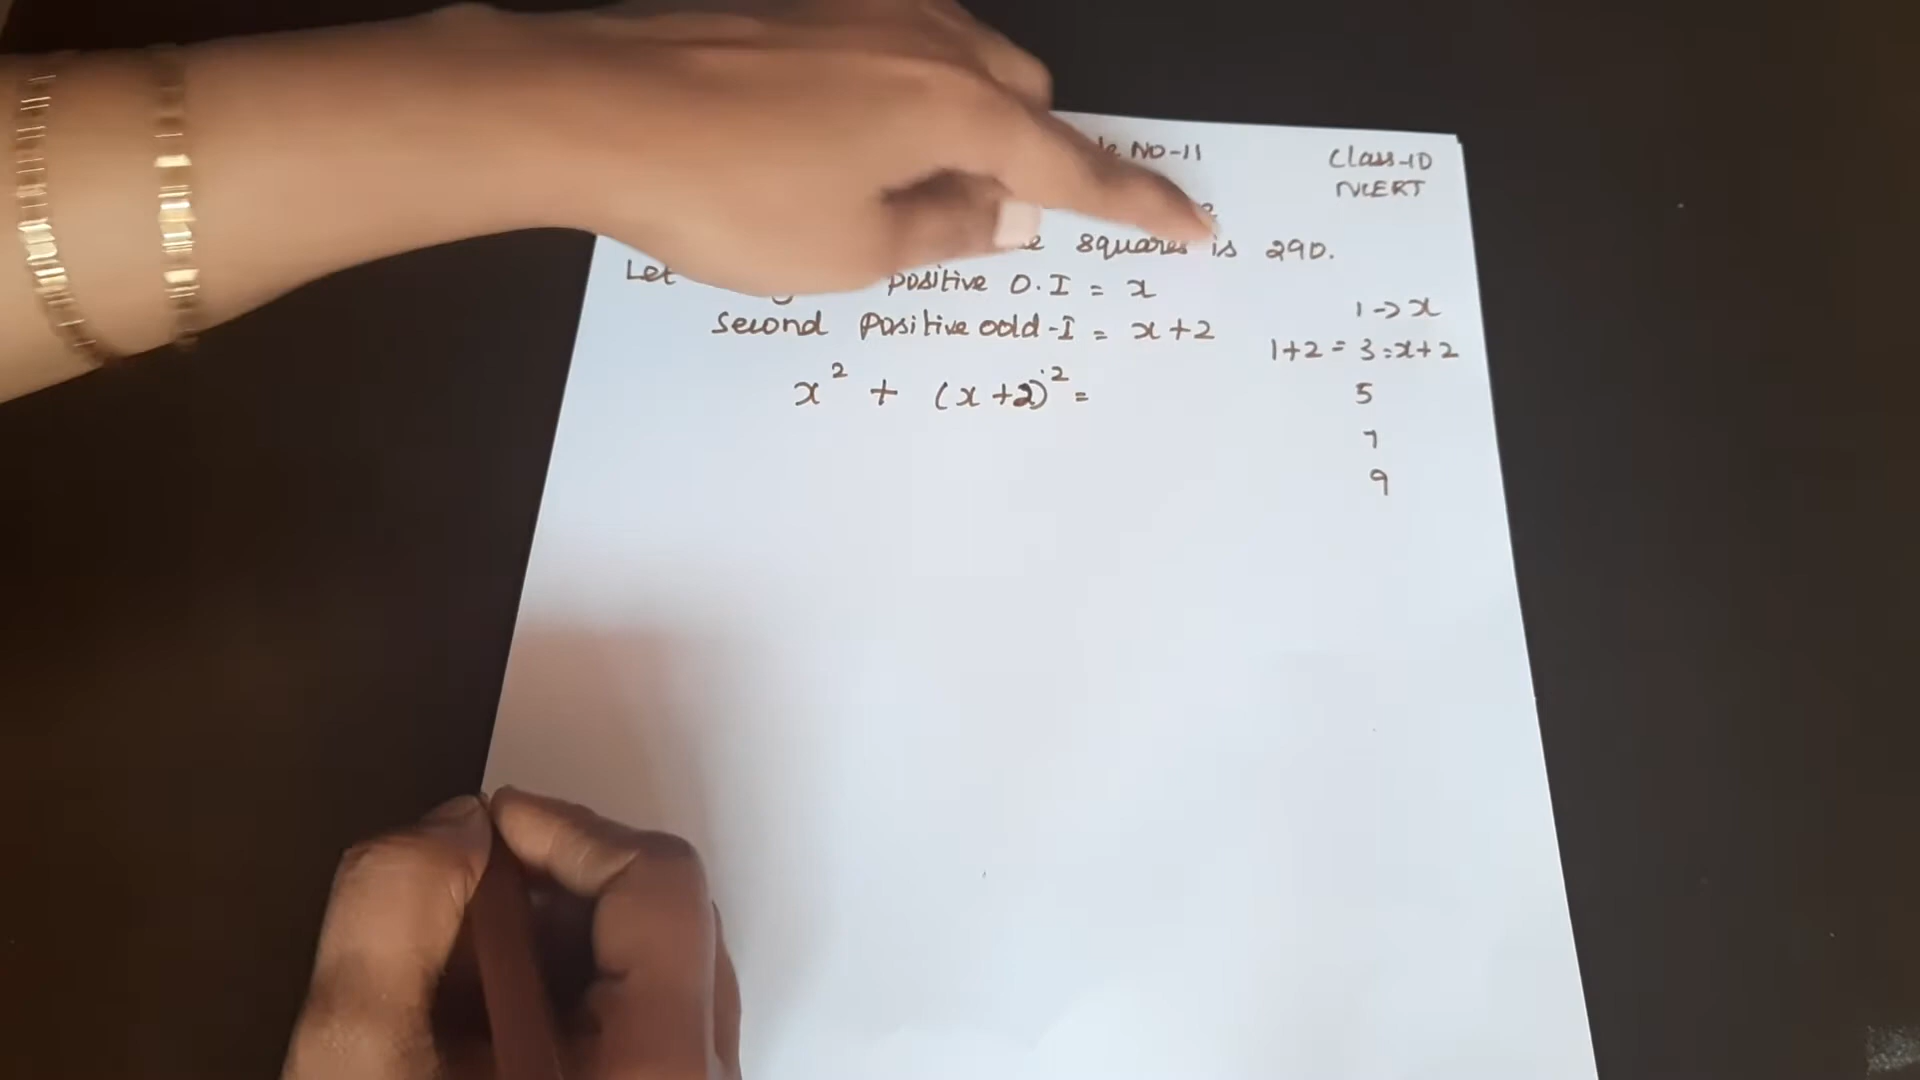 NO-11
Class-10
NCERT
squares is 290.
Let positive O.I = x
Second positive odd-I = x+2
x² + (x+2)² =
1 -> x
1+2 = 3 = x+2
5
7
9